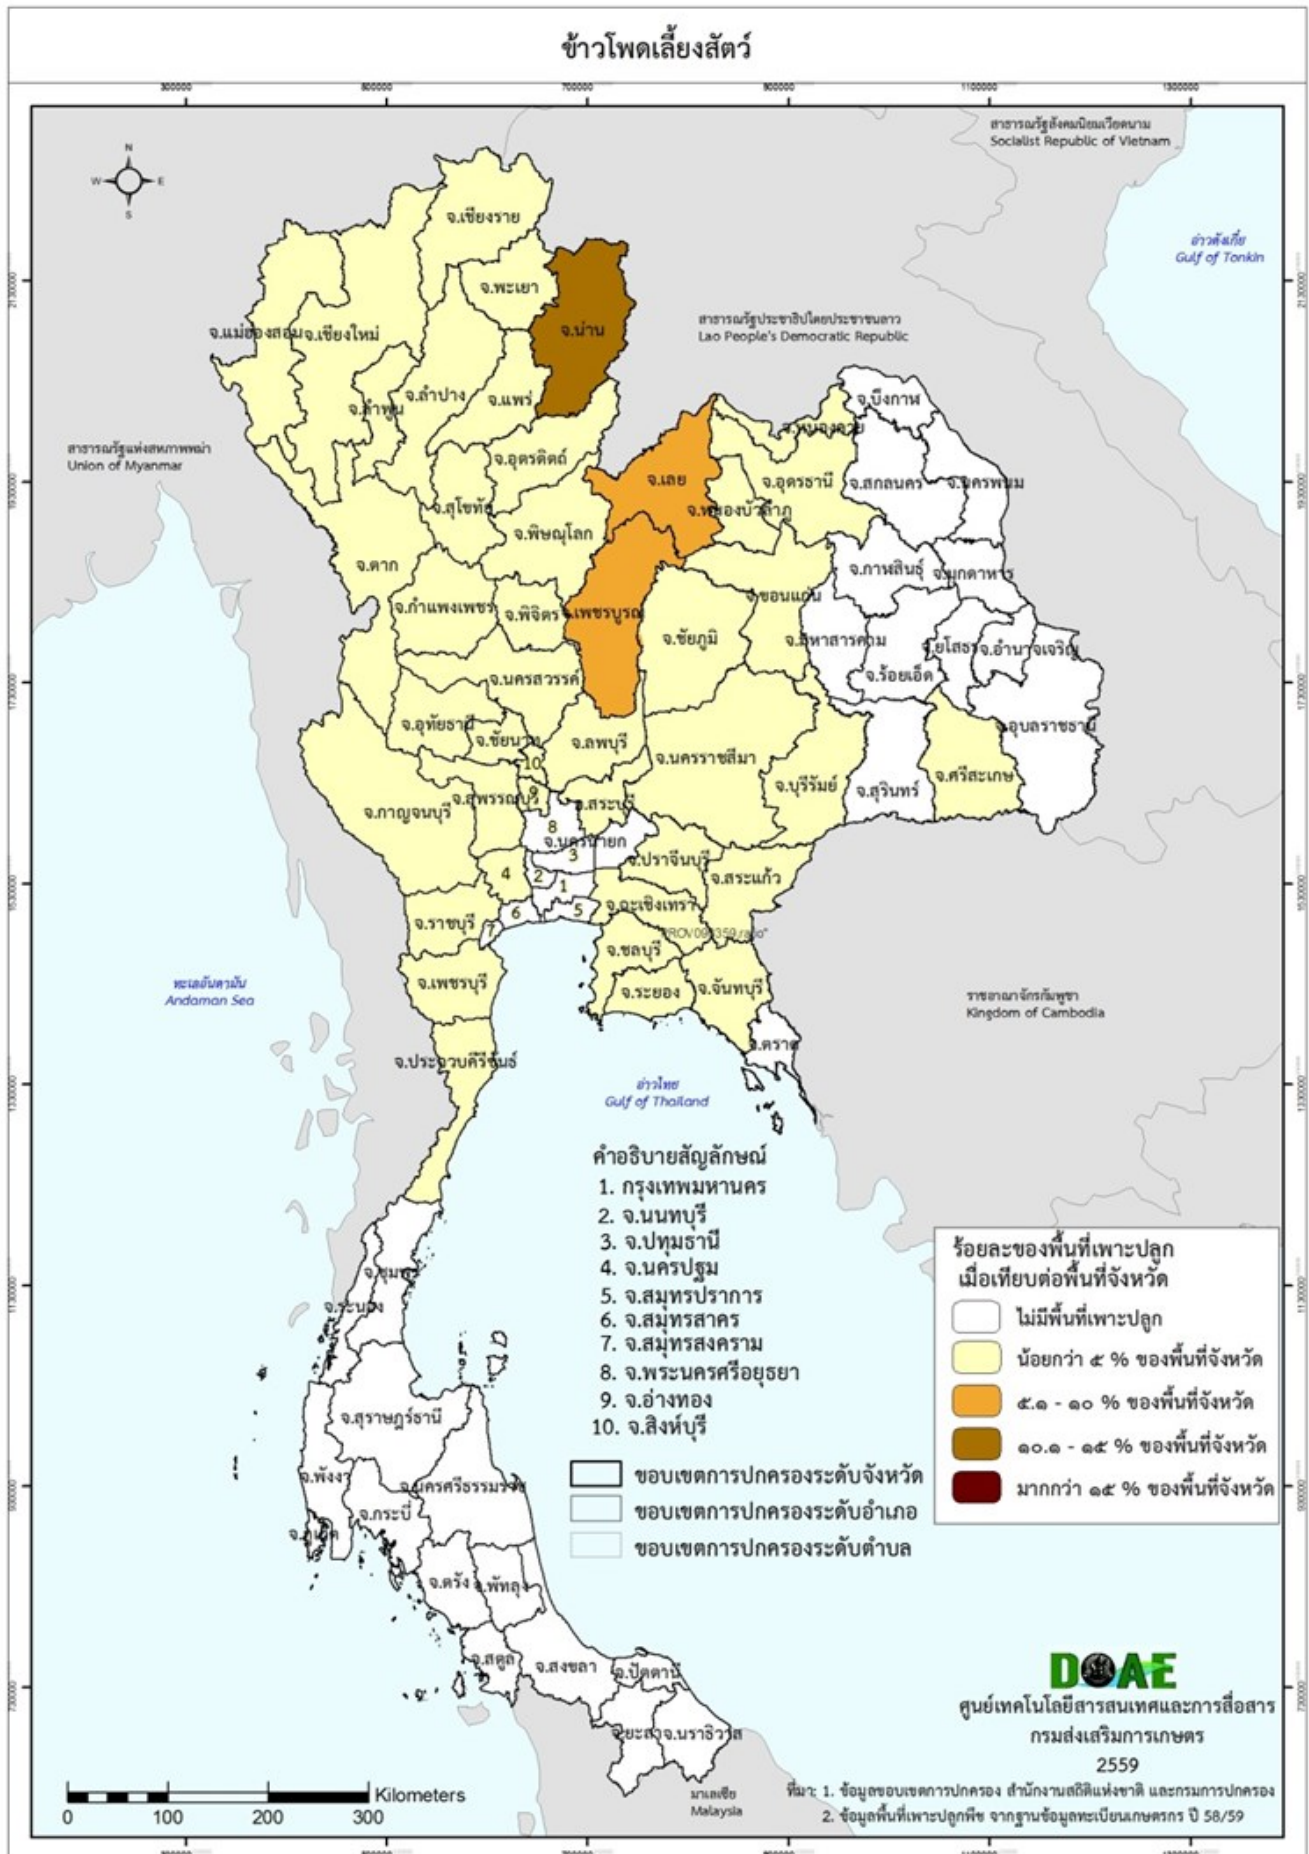 ข้าวโพดเลี้ยงสัตว์
500000 700000 900000 1100000 1300000
N
W E
S
สาธารณรัฐสังคมนิยมเวียดนาม
Socialist Republic of Vietnam
อ่าวตังเกี๋ย
Gulf of Tonkin
สาธารณรัฐประชาธิปไตยประชาชนลาว
Lao People's Democratic Republic
สาธารณรัฐแห่งสหภาพพม่า
Union of Myanmar
จ.เชียงราย
จ.พะเยา
จ.น่าน
จ.แม่ฮ่องสอน
จ.เชียงใหม่
จ.ลำปาง
จ.แพร่
จ.ลำพูน
จ.บึงกาฬ
จ.หนองคาย
จ.อุตรดิตถ์
จ.เลย
จ.อุดรธานี
จ.สกลนคร
จ.นครพนม
จ.สุโขทัย
จ.หนองบัวลำภู
จ.พิษณุโลก
จ.ตาก
จ.กาฬสินธุ์
จ.มุกดาหาร
จ.กำแพงเพชร
จ.พิจิตร
จ.เพชรบูรณ์
จ.ขอนแก่น
จ.ชัยภูมิ
จ.มหาสารคาม
จ.ยโสธร
จ.อำนาจเจริญ
จ.ร้อยเอ็ด
จ.นครสวรรค์
จ.อุทัยธานี
จ.ชัยนาท
จ.ลพบุรี
จ.อุบลราชธานี
จ.นครราชสีมา
10
จ.ศรีสะเกษ
จ.บุรีรัมย์
จ.สุรินทร์
จ.สุพรรณบุรี
9
จ.สระบุรี
จ.กาญจนบุรี
8
จ.นครนายก
3
จ.ปราจีนบุรี
จ.สระแก้ว
4
2
1
จ.ฉะเชิงเทรา
6
5
จ.ราชบุรี
7
จ.ชลบุรี
จ.เพชรบุรี
จ.ระยอง
จ.จันทบุรี
จ.ตราด
จ.ประจวบคีรีขันธ์
ทะเลอันดามัน
Andaman Sea
ราชอาณาจักรกัมพูชา
Kingdom of Cambodia
อ่าวไทย
Gulf of Thailand
คำอธิบายสัญลักษณ์
1. กรุงเทพมหานคร
2. จ.นนทบุรี
3. จ.ปทุมธานี
4. จ.นครปฐม
5. จ.สมุทรปราการ
6. จ.สมุทรสาคร
7. จ.สมุทรสงคราม
8. จ.พระนครศรีอยุธยา
9. จ.อ่างทอง
10. จ.สิงห์บุรี
ขอบเขตการปกครองระดับจังหวัด
ขอบเขตการปกครองระดับอำเภอ
ขอบเขตการปกครองระดับตำบล
ร้อยละของพื้นที่เพาะปลูก
เมื่อเทียบต่อพื้นที่จังหวัด
ไม่มีพื้นที่เพาะปลูก
น้อยกว่า ๕ % ของพื้นที่จังหวัด
๕.๑ - ๑๐ % ของพื้นที่จังหวัด
๑๐.๑ - ๑๕ % ของพื้นที่จังหวัด
มากกว่า ๑๕ % ของพื้นที่จังหวัด
จ.ชุมพร
จ.ระนอง
จ.สุราษฎร์ธานี
จ.พังงา
จ.นครศรีธรรมราช
จ.กระบี่
จ.ภูเก็ต
จ.ตรัง
จ.พัทลุง
จ.สตูล
จ.สงขลา
จ.ปัตตานี
จ.ยะลา
จ.นราธิวาส
มาเลเซีย
Malaysia
DOAE
ศูนย์เทคโนโลยีสารสนเทศและการสื่อสาร
กรมส่งเสริมการเกษตร
2559
ที่มา: 1. ข้อมูลขอบเขตการปกครอง สำนักงานสถิติแห่งชาติ และกรมการปกครอง
2. ข้อมูลพื้นที่เพาะปลูกพืช จากฐานข้อมูลทะเบียนเกษตรกร ปี 58/59
Kilometers
0 100 200 300